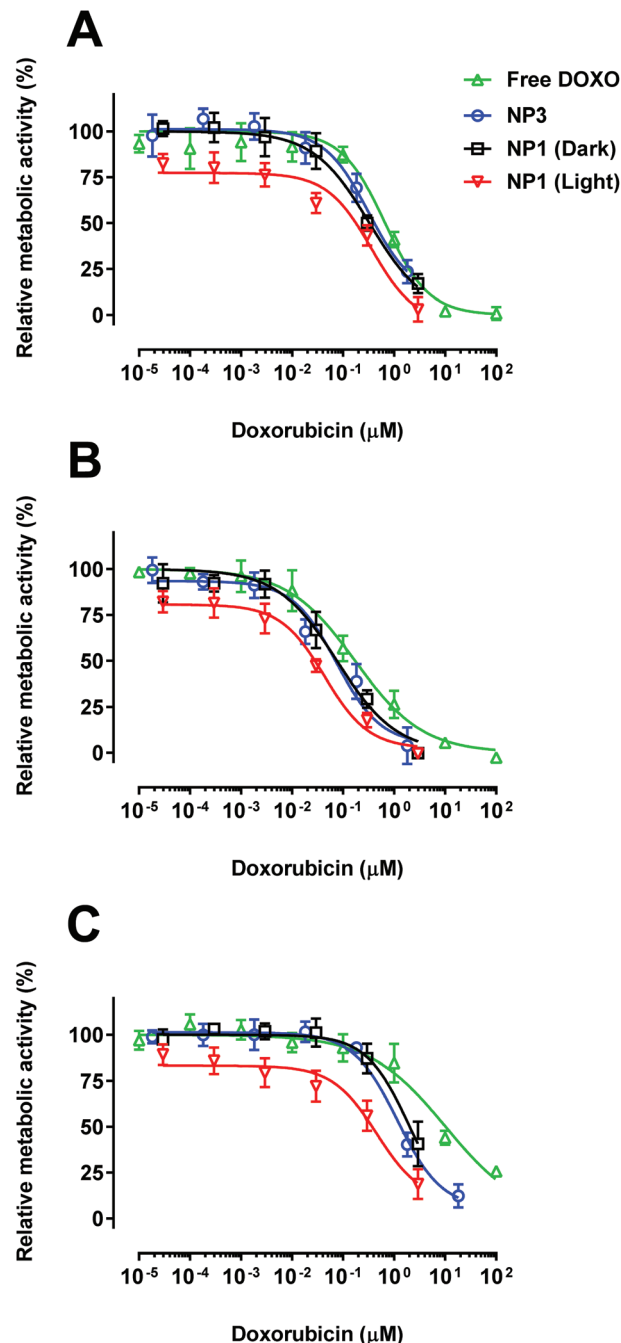 A
Free DOXO
NP3
NP1 (Dark)
NP1 (Light)
Relative metabolic activity (%)
100
75
50
25
0
10⁻⁵ 10⁻⁴ 10⁻³ 10⁻² 10⁻¹ 10⁰ 10¹ 10²
Doxorubicin (μM)
B
Relative metabolic activity (%)
100
75
50
25
0
10⁻⁵ 10⁻⁴ 10⁻³ 10⁻² 10⁻¹ 10⁰ 10¹ 10²
Doxorubicin (μM)
C
Relative metabolic activity (%)
100
75
50
25
0
10⁻⁵ 10⁻⁴ 10⁻³ 10⁻² 10⁻¹ 10⁰ 10¹ 10²
Doxorubicin (μM)